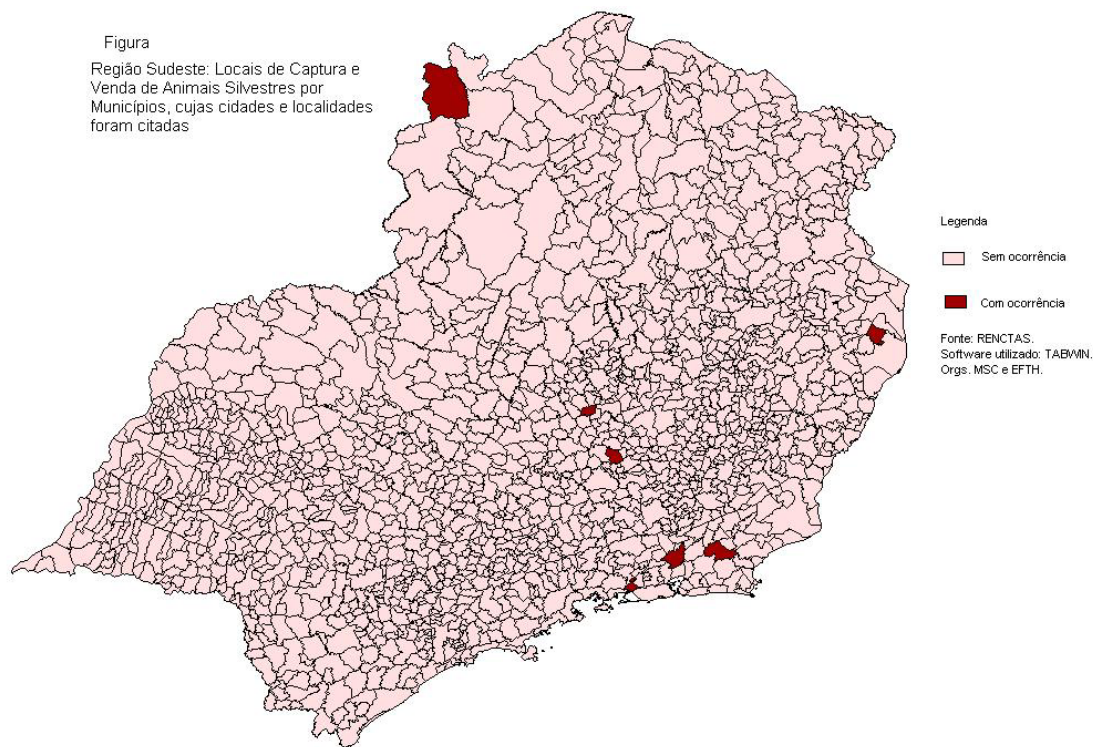 Figura
Região Sudeste: Locais de Captura e
Venda de Animais Silvestres por
Municípios, cujas cidades e localidades
foram citadas
Legenda
Sem ocorrência
Com ocorrência
Fonte: RENCTAS.
Software utilizado: TABWIN.
Orgs. MSC e EFTH.